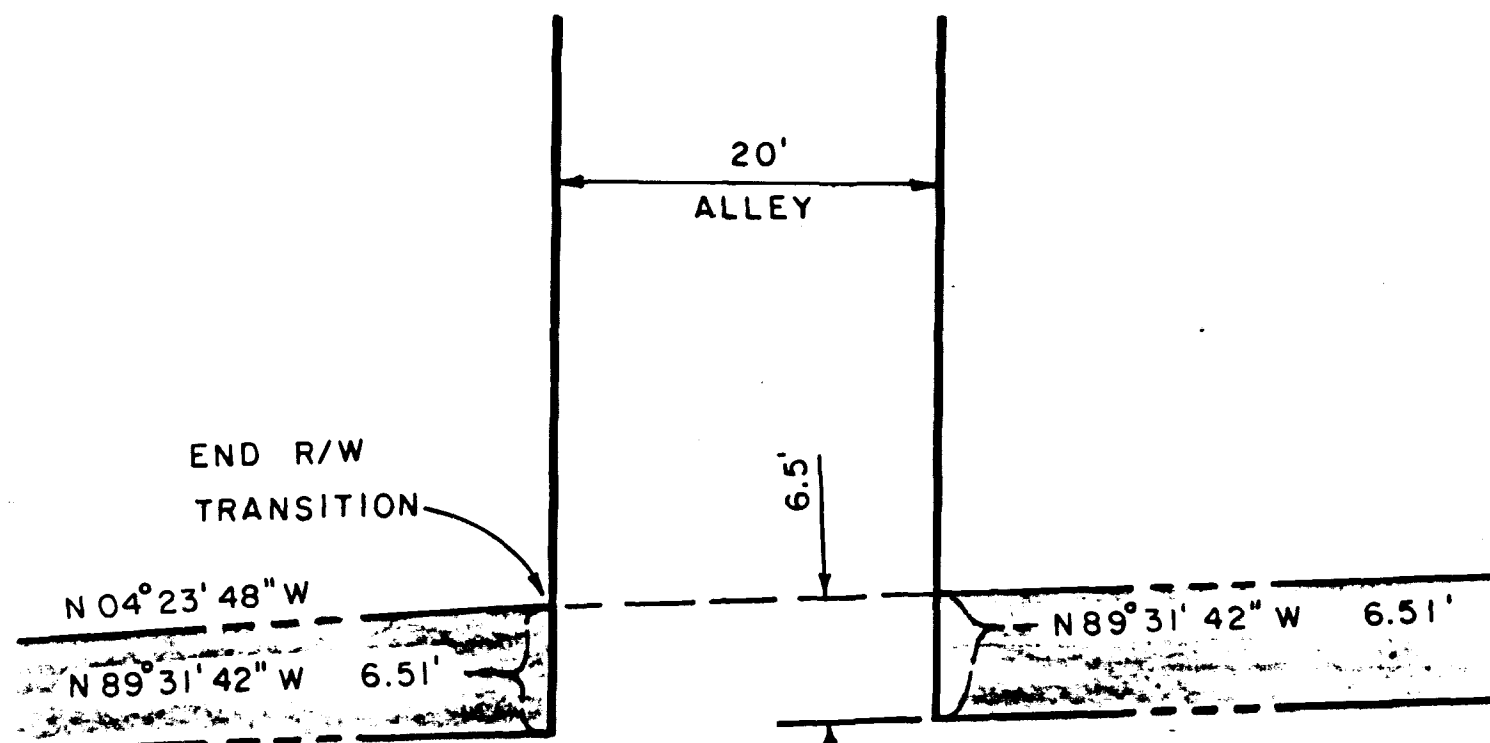 20'
ALLEY
END R/W
TRANSITION
6.5'
N 04° 23' 48" W
N 89° 31' 42" W 6.51'
N 89° 31' 42" W 6.51'